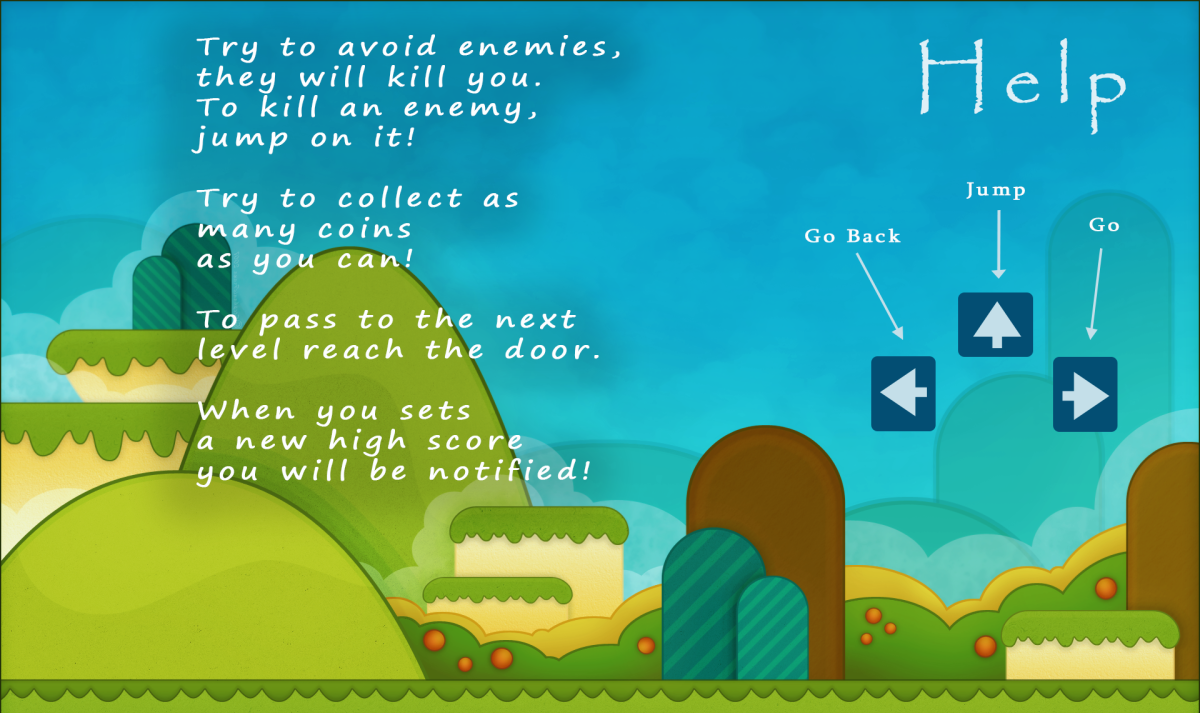 Try to avoid enemies,
they will kill you.
To kill an enemy,
jump on it!
Try to collect as
many coins
as you can!
To pass to the next
level reach the door.
When you sets
a new high score
you will be notified!
Help
Jump
Go Back
Go